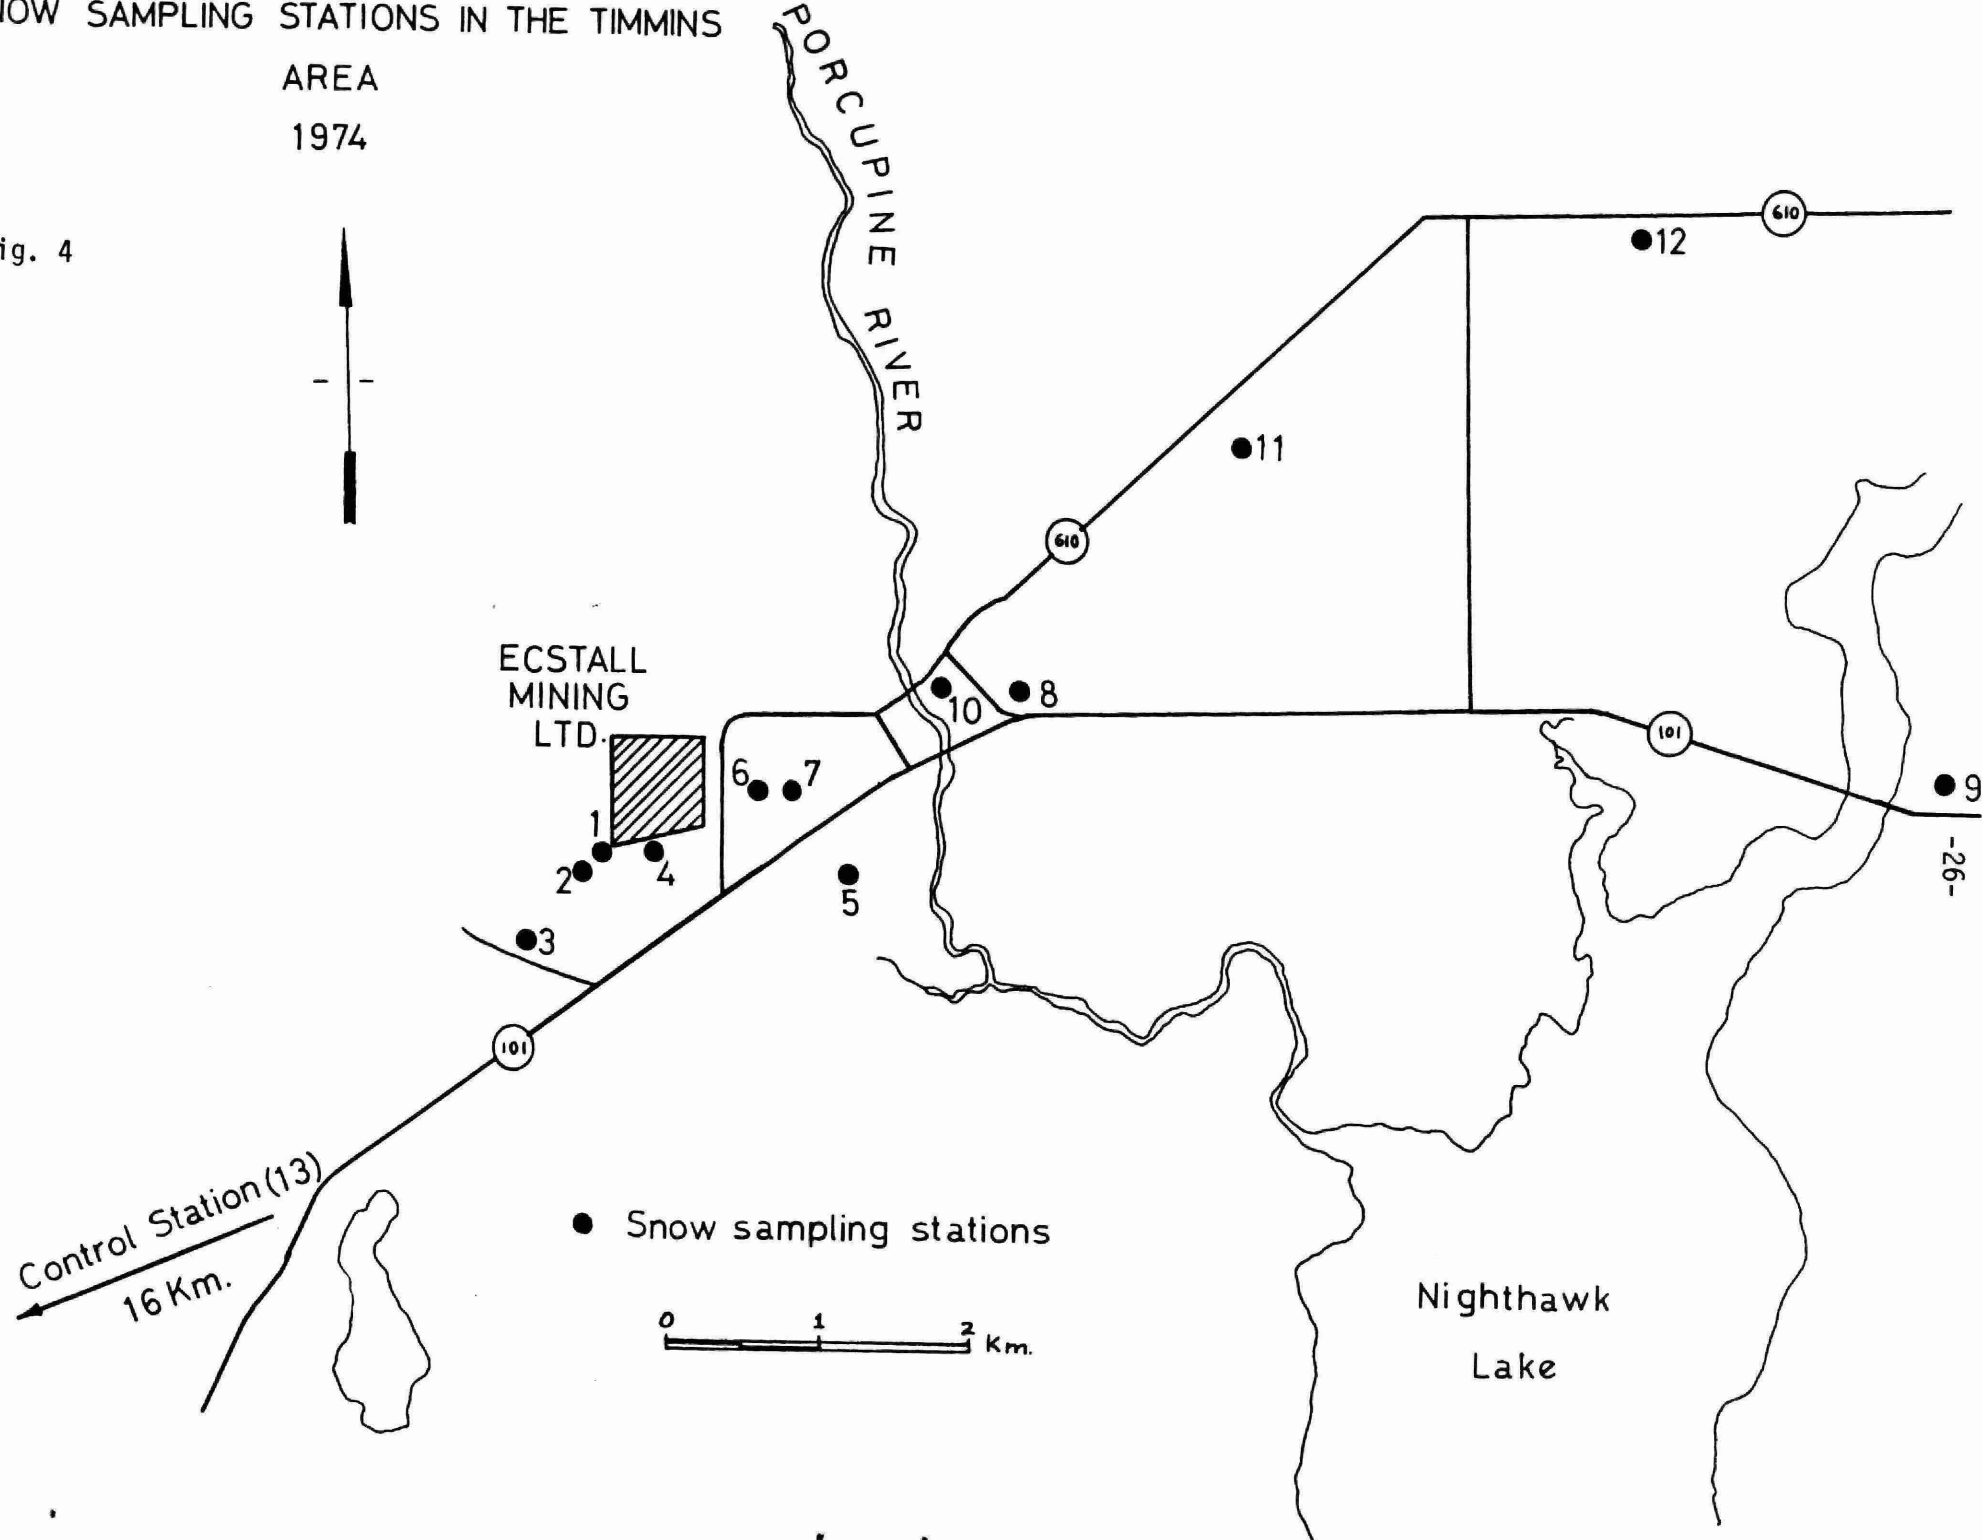 OW SAMPLING STATIONS IN THE TIMMINS
AREA
1974
ig. 4
PORCUPINE RIVER
610
12
11
610
ECSTALL
MINING
LTD.
10
8
101
6
7
9
1
2
4
5
3
-26-
101
Control Station (13)
16 Km.
Snow sampling stations
0 1 2 Km.
Nighthawk
Lake